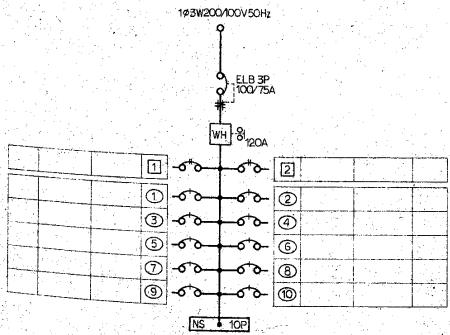 1φ3W200/100V50Hz
ELB 3P
100/75A
WH
120A
1
2
①
②
③
④
⑤
⑥
⑦
⑧
⑨
⑩
NS 10P